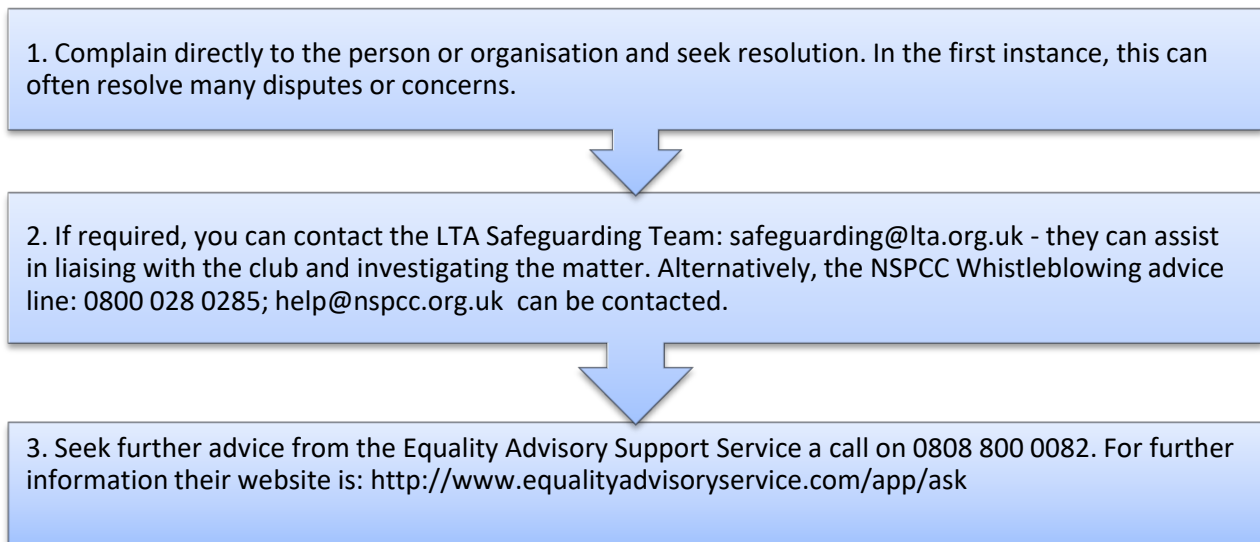 1. Complain directly to the person or organisation and seek resolution. In the first instance, this can
often resolve many disputes or concerns.
2. If required, you can contact the LTA Safeguarding Team: safeguarding@lta.org.uk - they can assist
in liaising with the club and investigating the matter. Alternatively, the NSPCC Whistleblowing advice
line: 0800 028 0285; help@nspcc.org.uk  can be contacted.
3. Seek further advice from the Equality Advisory Support Service a call on 0808 800 0082. For further
information their website is: http://www.equalityadvisoryservice.com/app/ask